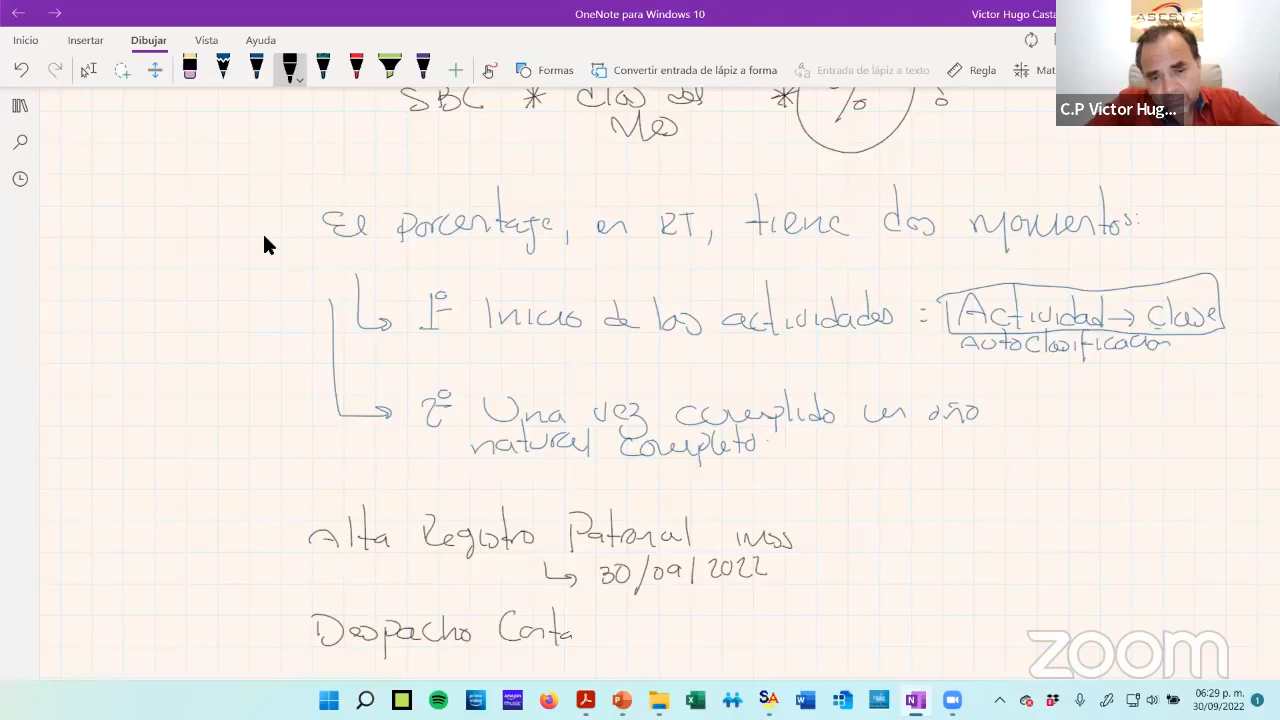 OneNote para Windows 10
Victor Hugo Casta
Inicio
Insertar
Dibujar
Vista
Ayuda
Formas
Convertir entrada de lápiz a forma
Entrada de lápiz a texto
Regla
Mat
ASESYP
C.P Victor Hug...
SBC * Dias del * %
Mes
El porcentaje, en RT, tiene dos momentos:
1º Inicio de las actividades = Actividad → Clase
Autoclasificación
2º Una vez cumplido un año
natural completo.
Alta Registro Patronal imss
↳ 30/09/2022
Despacho Conta
zoom
06:29 p. m.
30/09/2022